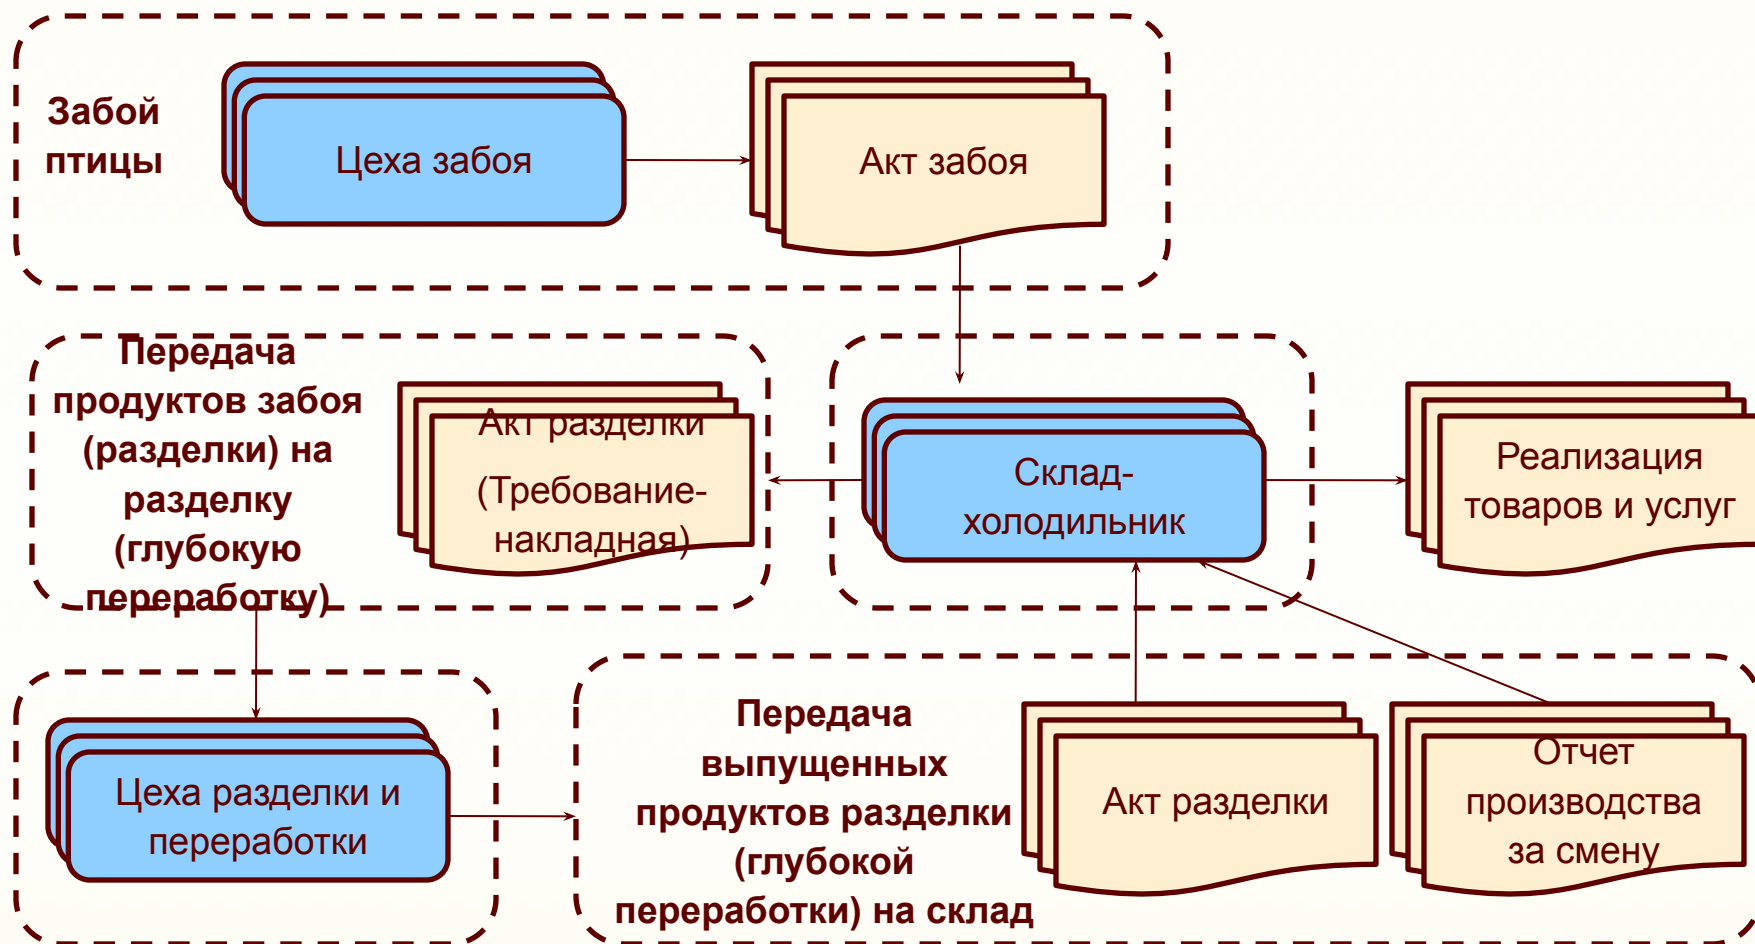 Забой
птицы
Цеха забоя
Акт забоя
Передача
продуктов забоя
(разделки) на
разделку
(глубокую
переработку)
Акт разделки
(Требование-
накладная)
Склад-
холодильник
Реализация
товаров и услуг
Цеха разделки и
переработки
Передача
выпущенных
продуктов разделки
(глубокой
переработки) на склад
Акт разделки
Отчет
производства
за смену